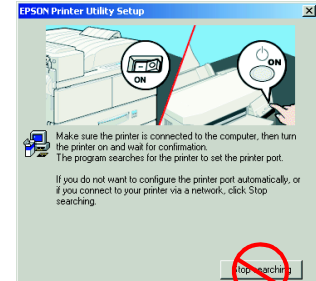 EPSON Printer Utility Setup
ON
ON
Make sure the printer is connected to the computer, then turn
the printer on and wait for confirmation.
The program searches for the printer to set the printer port.
If you do not want to configure the printer port automatically, or
if you connect to your printer via a network, click Stop
searching.
Stop searching